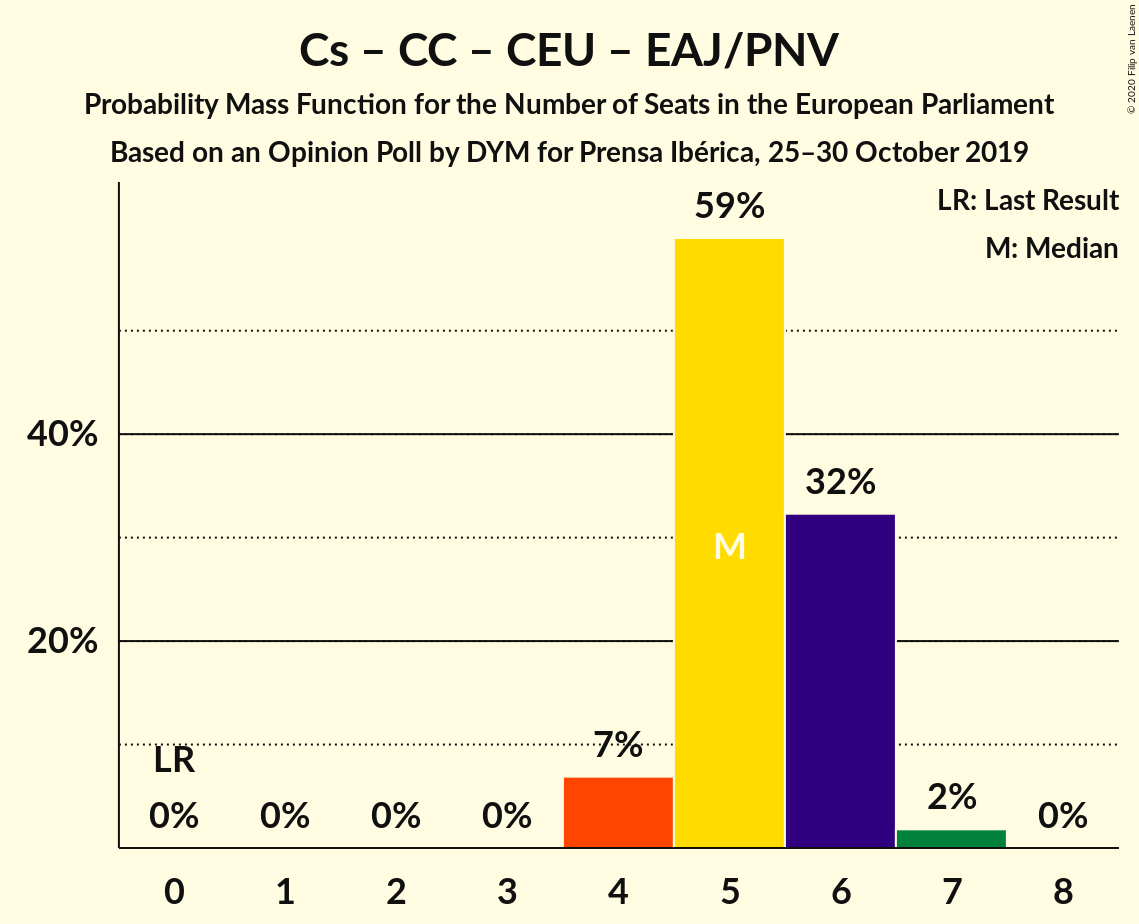 Cs – CC – CEU – EAJ/PNV
Probability Mass Function for the Number of Seats in the European Parliament
Based on an Opinion Poll by DYM for Prensa Ibérica, 25–30 October 2019
© 2020 Filip van Laenen
LR: Last Result
M: Median
59%
40%
32%
M
20%
LR
7%
2%
0% 0% 0% 0% 0%
0 1 2 3 4 5 6 7 8